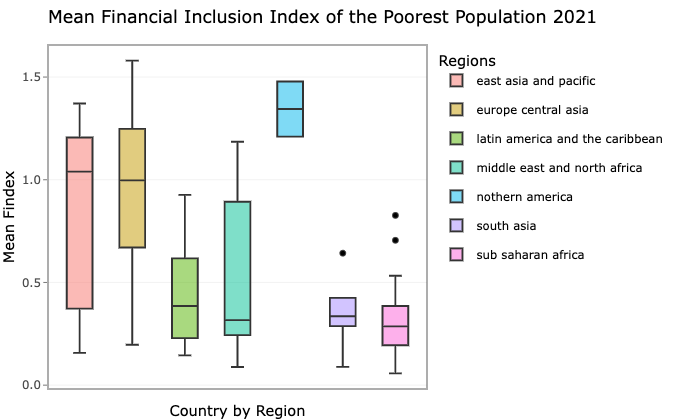 Mean Financial Inclusion Index of the Poorest Population 2021
Mean Findex
1.5
1.0
0.5
0.0
Country by Region
Regions
east asia and pacific
europe central asia
latin america and the caribbean
middle east and north africa
nothern america
south asia
sub saharan africa